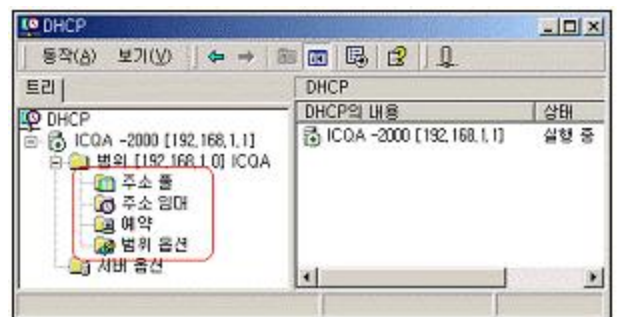 DHCP
동작(A) 보기(V)
트리
DHCP
DHCP
ICQA -2000 [192,168,1,1]
범위 [192,168,1,0] ICQA
주소 풀
주소 임대
예약
범위 옵션
서버 옵션
DHCP의 내용 상태
ICQA -2000 [192,168,1,1] 실행 중